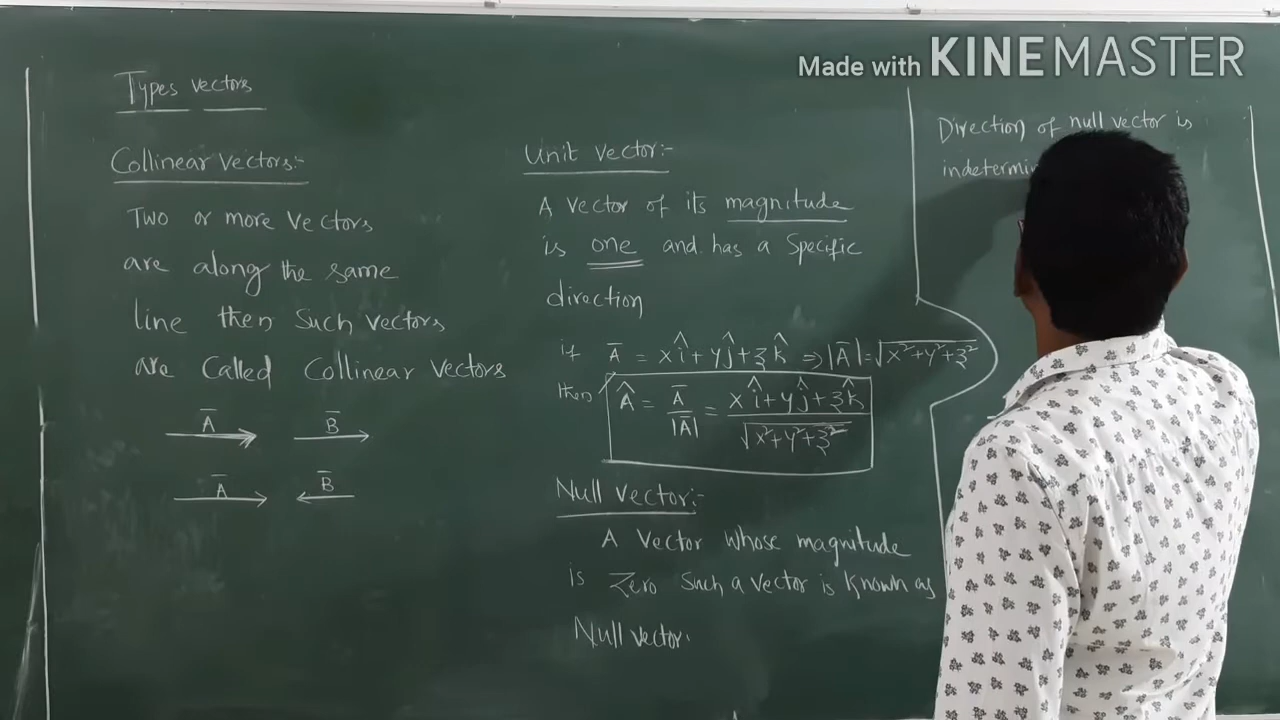 Made with KINEMASTER
Types vectors
Collinear Vectors:-
Two or more Vectors
are along the same
line then Such Vectors
are Called Collinear Vectors
A̅ B̅
A̅ B̅
Unit Vector:-
A Vector of its magnitude
is one and has a Specific
direction
if A̅ = xî+yĵ+zk̂ ⇒ |A̅| = √x²+y²+z²
then Â = A̅/|A̅| = xî+yĵ+zk̂/√x²+y²+z²
Null Vector:-
A Vector whose magnitude
is Zero Such a Vector is Known as
Null vector.
Direction of null vector is